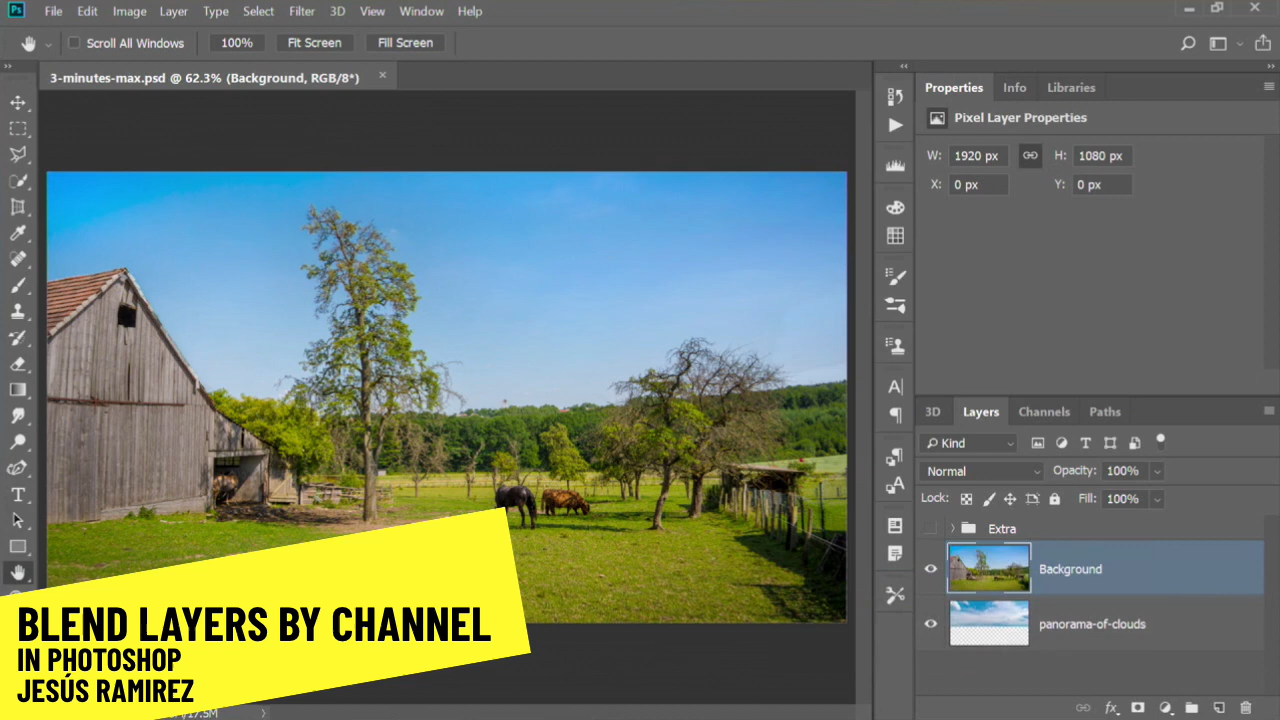 Ps File Edit Image Layer Type Select Filter 3D View Window Help
Scroll All Windows 100% Fit Screen Fill Screen
3-minutes-max.psd @ 62.3% (Background, RGB/8*) ×
Properties Info Libraries
Pixel Layer Properties
W: 1920 px H: 1080 px
X: 0 px Y: 0 px
3D Layers Channels Paths
Kind
Normal Opacity: 100%
Lock: Fill: 100%
Extra
Background
panorama-of-clouds
BLEND LAYERS BY CHANNEL
IN PHOTOSHOP
JESÚS RAMIREZ